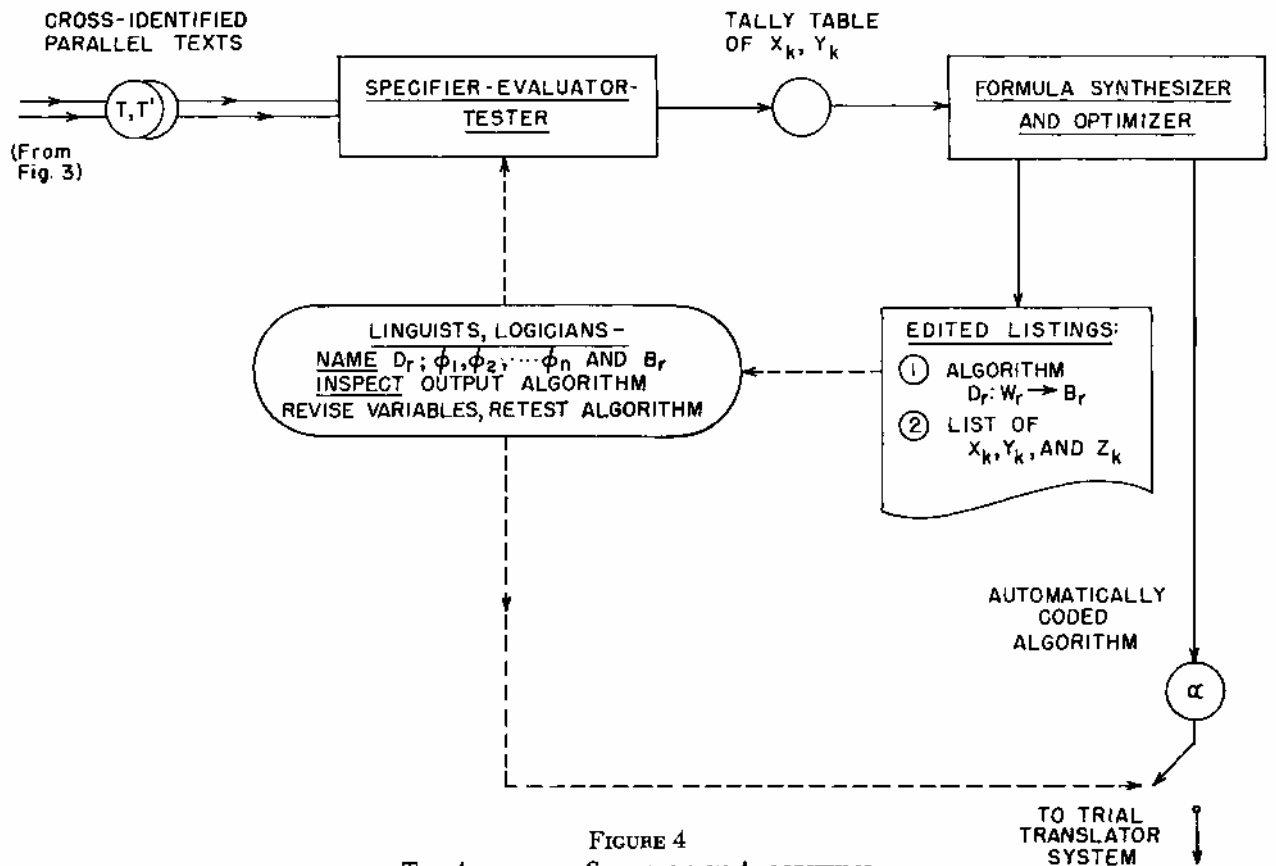 CROSS-IDENTIFIED
PARALLEL TEXTS
T, T'
(From
Fig. 3)
SPECIFIER-EVALUATOR-
TESTER
TALLY TABLE
OF Xk, Yk
FORMULA SYNTHESIZER
AND OPTIMIZER
LINGUISTS, LOGICIANS-
NAME Dr; ϕ1, ϕ2, ... ϕn AND Br
INSPECT OUTPUT ALGORITHM
REVISE VARIABLES, RETEST ALGORITHM
EDITED LISTINGS:
1 ALGORITHM
Dr: Wr → Br
2 LIST OF
Xk, Yk, AND Zk
AUTOMATICALLY
CODED
ALGORITHM
α
TO TRIAL
TRANSLATOR
SYSTEM
FIGURE 4